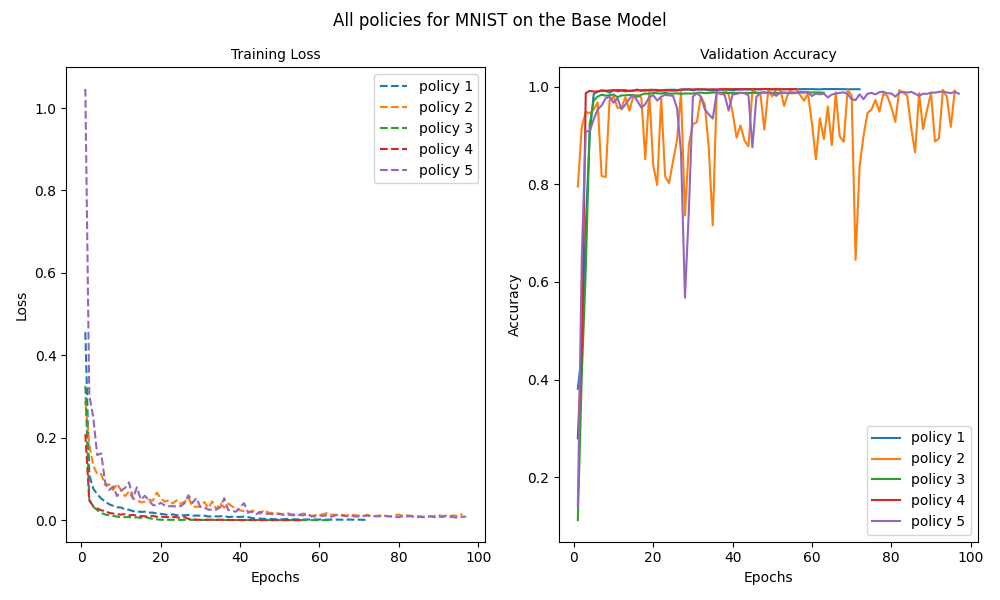 All policies for MNIST on the Base Model
Training Loss
Loss
1.0
0.8
0.6
0.4
0.2
0.0
0 20 40 60 80 100
Epochs
policy 1
policy 2
policy 3
policy 4
policy 5
Validation Accuracy
Accuracy
1.0
0.8
0.6
0.4
0.2
0 20 40 60 80 100
Epochs
policy 1
policy 2
policy 3
policy 4
policy 5